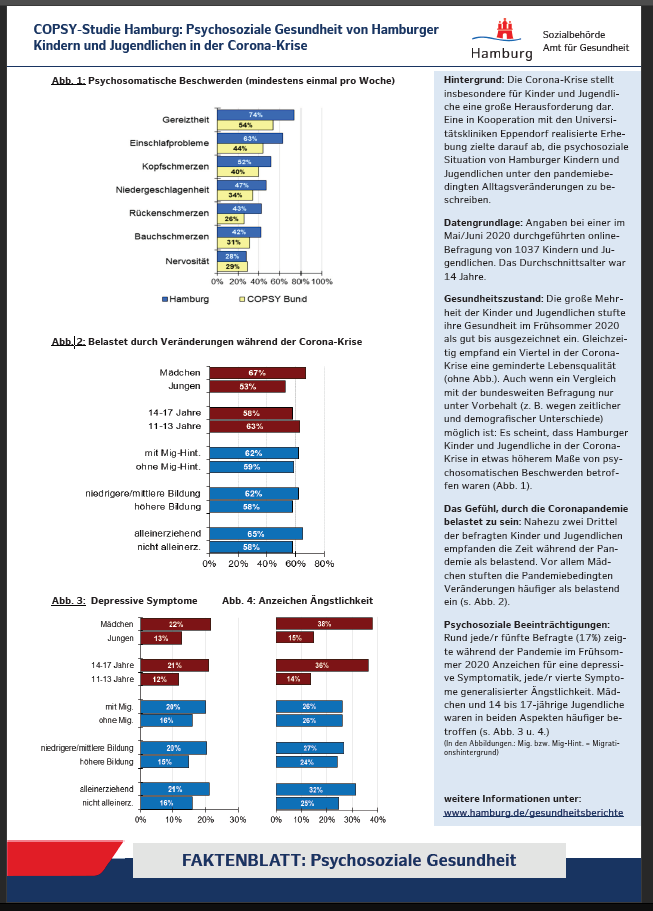 COPSY-Studie Hamburg: Psychosoziale Gesundheit von Hamburger
Kindern und Jugendlichen in der Corona-Krise
Hamburg
Sozialbehörde
Amt für Gesundheit
Abb. 1: Psychosomatische Beschwerden (mindestens einmal pro Woche)
Gereiztheit 74% 54%
Einschlafprobleme 63% 44%
Kopfschmerzen 52% 40%
Niedergeschlagenheit 47% 34%
Rückenschmerzen 43% 26%
Bauchschmerzen 42% 31%
Nervosität 28% 29%
0% 20% 40% 60% 80% 100%
Hamburg COPSY Bund
Abb. 2: Belastet durch Veränderungen während der Corona-Krise
Mädchen 67%
Jungen 53%
14-17 Jahre 58%
11-13 Jahre 63%
mit Mig-Hint. 62%
ohne Mig-Hint. 59%
niedrigere/mittlere Bildung 62%
höhere Bildung 58%
alleinerziehend 65%
nicht alleinerz. 58%
0% 20% 40% 60% 80%
Abb. 3: Depressive Symptome Abb. 4: Anzeichen Ängstlichkeit
Mädchen 22% 38%
Jungen 13% 15%
14-17 Jahre 21% 36%
11-13 Jahre 12% 14%
mit Mig. 20% 26%
ohne Mig. 16% 26%
niedrigere/mittlere Bildung 20% 27%
höhere Bildung 15% 24%
alleinerziehend 21% 32%
nicht alleinerz. 16% 25%
0% 10% 20% 30% 0% 10% 20% 30% 40%
Hintergrund: Die Corona-Krise stellt
insbesondere für Kinder und Jugendli-
che eine große Herausforderung dar.
Eine in Kooperation mit den Universi-
tätskliniken Eppendorf realisierte Erhe-
bung zielte darauf ab, die psychosoziale
Situation von Hamburger Kindern und
Jugendlichen unter den pandemiebe-
dingten Alltagsveränderungen zu be-
schreiben.
Datengrundlage: Angaben bei einer im
Mai/Juni 2020 durchgeführten online-
Befragung von 1037 Kindern und Ju-
gendlichen. Das Durchschnittsalter war
14 Jahre.
Gesundheitszustand: Die große Mehr-
heit der Kinder und Jugendlichen stufte
ihre Gesundheit im Frühsommer 2020
als gut bis ausgezeichnet ein. Gleichzei-
tig empfand ein Viertel in der Corona-
Krise eine geminderte Lebensqualität
(ohne Abb.). Auch wenn ein Vergleich
mit der bundesweiten Befragung nur
unter Vorbehalt (z. B. wegen zeitlicher
und demografischer Unterschiede)
möglich ist: Es scheint, dass Hamburger
Kinder und Jugendliche in der Corona-
Krise in etwas höherem Maße von psy-
chosomatischen Beschwerden betrof-
fen waren (Abb. 1).
Das Gefühl, durch die Coronapandemie
belastet zu sein: Nahezu zwei Drittel
der befragten Kinder und Jugendlichen
empfanden die Zeit während der Pan-
demie als belastend. Vor allem Mäd-
chen stuften die Pandemiebedingten
Veränderungen häufiger als belastend
ein (s. Abb. 2).
Psychosoziale Beeinträchtigungen:
Rund jede/r fünfte Befragte (17%) zeig-
te während der Pandemie im Frühsom-
mer 2020 Anzeichen für eine depressi-
ve Symptomatik, jede/r vierte Sympto-
me generalisierter Ängstlichkeit. Mäd-
chen und 14 bis 17-jährige Jugendliche
waren in beiden Aspekten häufiger be-
troffen (s. Abb. 3 u. 4.)
(In den Abbildungen.: Mig. bzw. Mig-Hint. = Migrati-
onshintergrund)
weitere Informationen unter:
www.hamburg.de/gesundheitsberichte
FAKTENBLATT: Psychosoziale Gesundheit